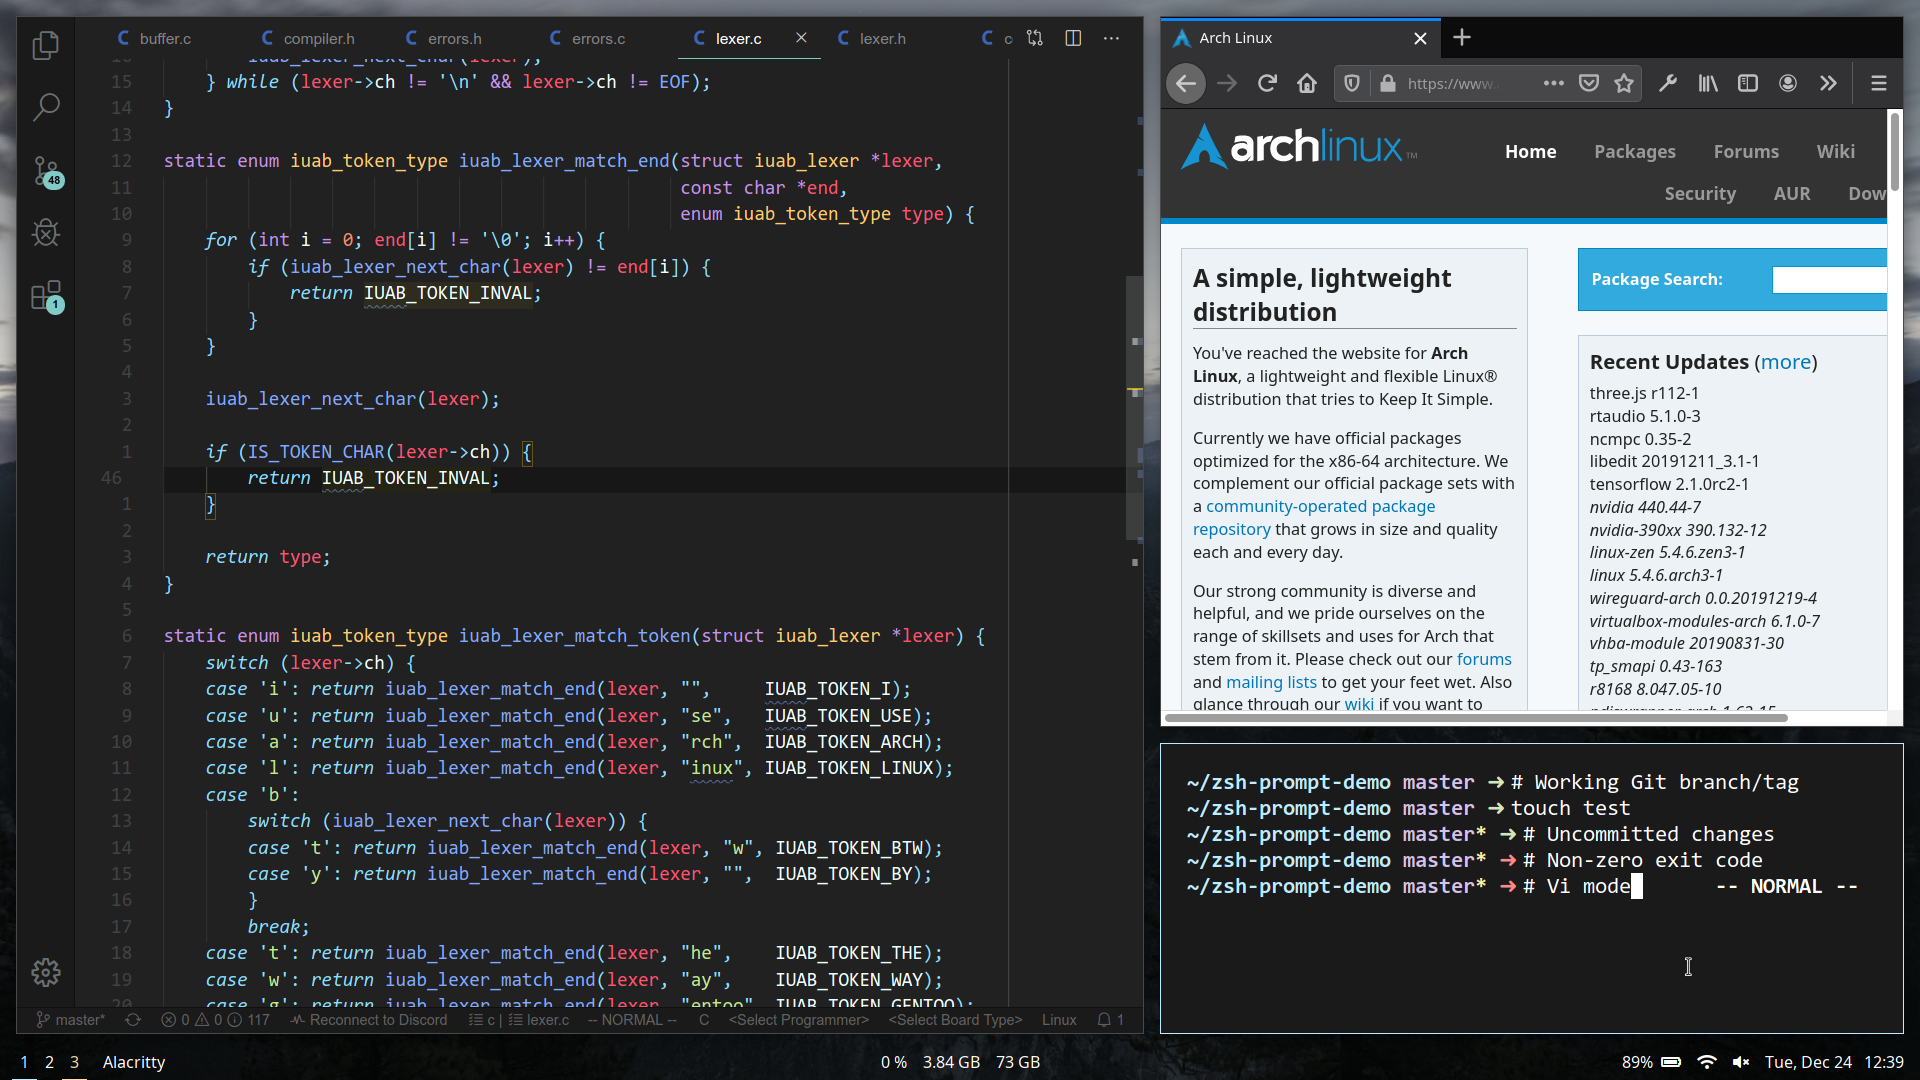 buffer.c compiler.h errors.h errors.c lexer.c lexer.h
15 } while (lexer->ch != '\n' && lexer->ch != EOF);
14 }
13
12 static enum iuab_token_type iuab_lexer_match_end(struct iuab_lexer *lexer,
11 const char *end,
10 enum iuab_token_type type) {
9 for (int i = 0; end[i] != '\0'; i++) {
8 if (iuab_lexer_next_char(lexer) != end[i]) {
7 return IUAB_TOKEN_INVAL;
6 }
5 }
4
3 iuab_lexer_next_char(lexer);
2
1 if (IS_TOKEN_CHAR(lexer->ch)) {
46 return IUAB_TOKEN_INVAL;
1 }
2
3 return type;
4 }
5
6 static enum iuab_token_type iuab_lexer_match_token(struct iuab_lexer *lexer) {
7 switch (lexer->ch) {
8 case 'i': return iuab_lexer_match_end(lexer, "", IUAB_TOKEN_I);
9 case 'u': return iuab_lexer_match_end(lexer, "se", IUAB_TOKEN_USE);
10 case 'a': return iuab_lexer_match_end(lexer, "rch", IUAB_TOKEN_ARCH);
11 case 'l': return iuab_lexer_match_end(lexer, "inux", IUAB_TOKEN_LINUX);
12 case 'b':
13 switch (iuab_lexer_next_char(lexer)) {
14 case 't': return iuab_lexer_match_end(lexer, "w", IUAB_TOKEN_BTW);
15 case 'y': return iuab_lexer_match_end(lexer, "", IUAB_TOKEN_BY);
16 }
17 break;
18 case 't': return iuab_lexer_match_end(lexer, "he", IUAB_TOKEN_THE);
19 case 'w': return iuab_lexer_match_end(lexer, "ay", IUAB_TOKEN_WAY);
20 case 'g': return iuab_lexer_match_end(lexer, "entoo", IUAB_TOKEN_GENTOO);
48
1
master* 0 0 117 Reconnect to Discord c | lexer.c -- NORMAL -- C <Select Programmer> <Select Board Type> Linux 1
Arch Linux
https://www.
archlinux™
Home Packages Forums Wiki
Security AUR Dow
A simple, lightweight
distribution
You've reached the website for Arch
Linux, a lightweight and flexible Linux®
distribution that tries to Keep It Simple.
Currently we have official packages
optimized for the x86-64 architecture. We
complement our official package sets with
a community-operated package
repository that grows in size and quality
each and every day.
Our strong community is diverse and
helpful, and we pride ourselves on the
range of skillsets and uses for Arch that
stem from it. Please check out our forums
and mailing lists to get your feet wet. Also
glance through our wiki if you want to
Package Search:
Recent Updates (more)
three.js r112-1
rtaudio 5.1.0-3
ncmpc 0.35-2
libedit 20191211_3.1-1
tensorflow 2.1.0rc2-1
nvidia 440.44-7
nvidia-390xx 390.132-12
linux-zen 5.4.6.zen3-1
linux 5.4.6.arch3-1
wireguard-arch 0.0.20191219-4
virtualbox-modules-arch 6.1.0-7
vhba-module 20190831-30
tp_smapi 0.43-163
r8168 8.047.05-10
~/zsh-prompt-demo master ➜ # Working Git branch/tag
~/zsh-prompt-demo master ➜ touch test
~/zsh-prompt-demo master* ➜ # Uncommitted changes
~/zsh-prompt-demo master* ➜ # Non-zero exit code
~/zsh-prompt-demo master* ➜ # Vi mode -- NORMAL --
1 2 3 Alacritty 0 % 3.84 GB 73 GB 89% Tue, Dec 24 12:39